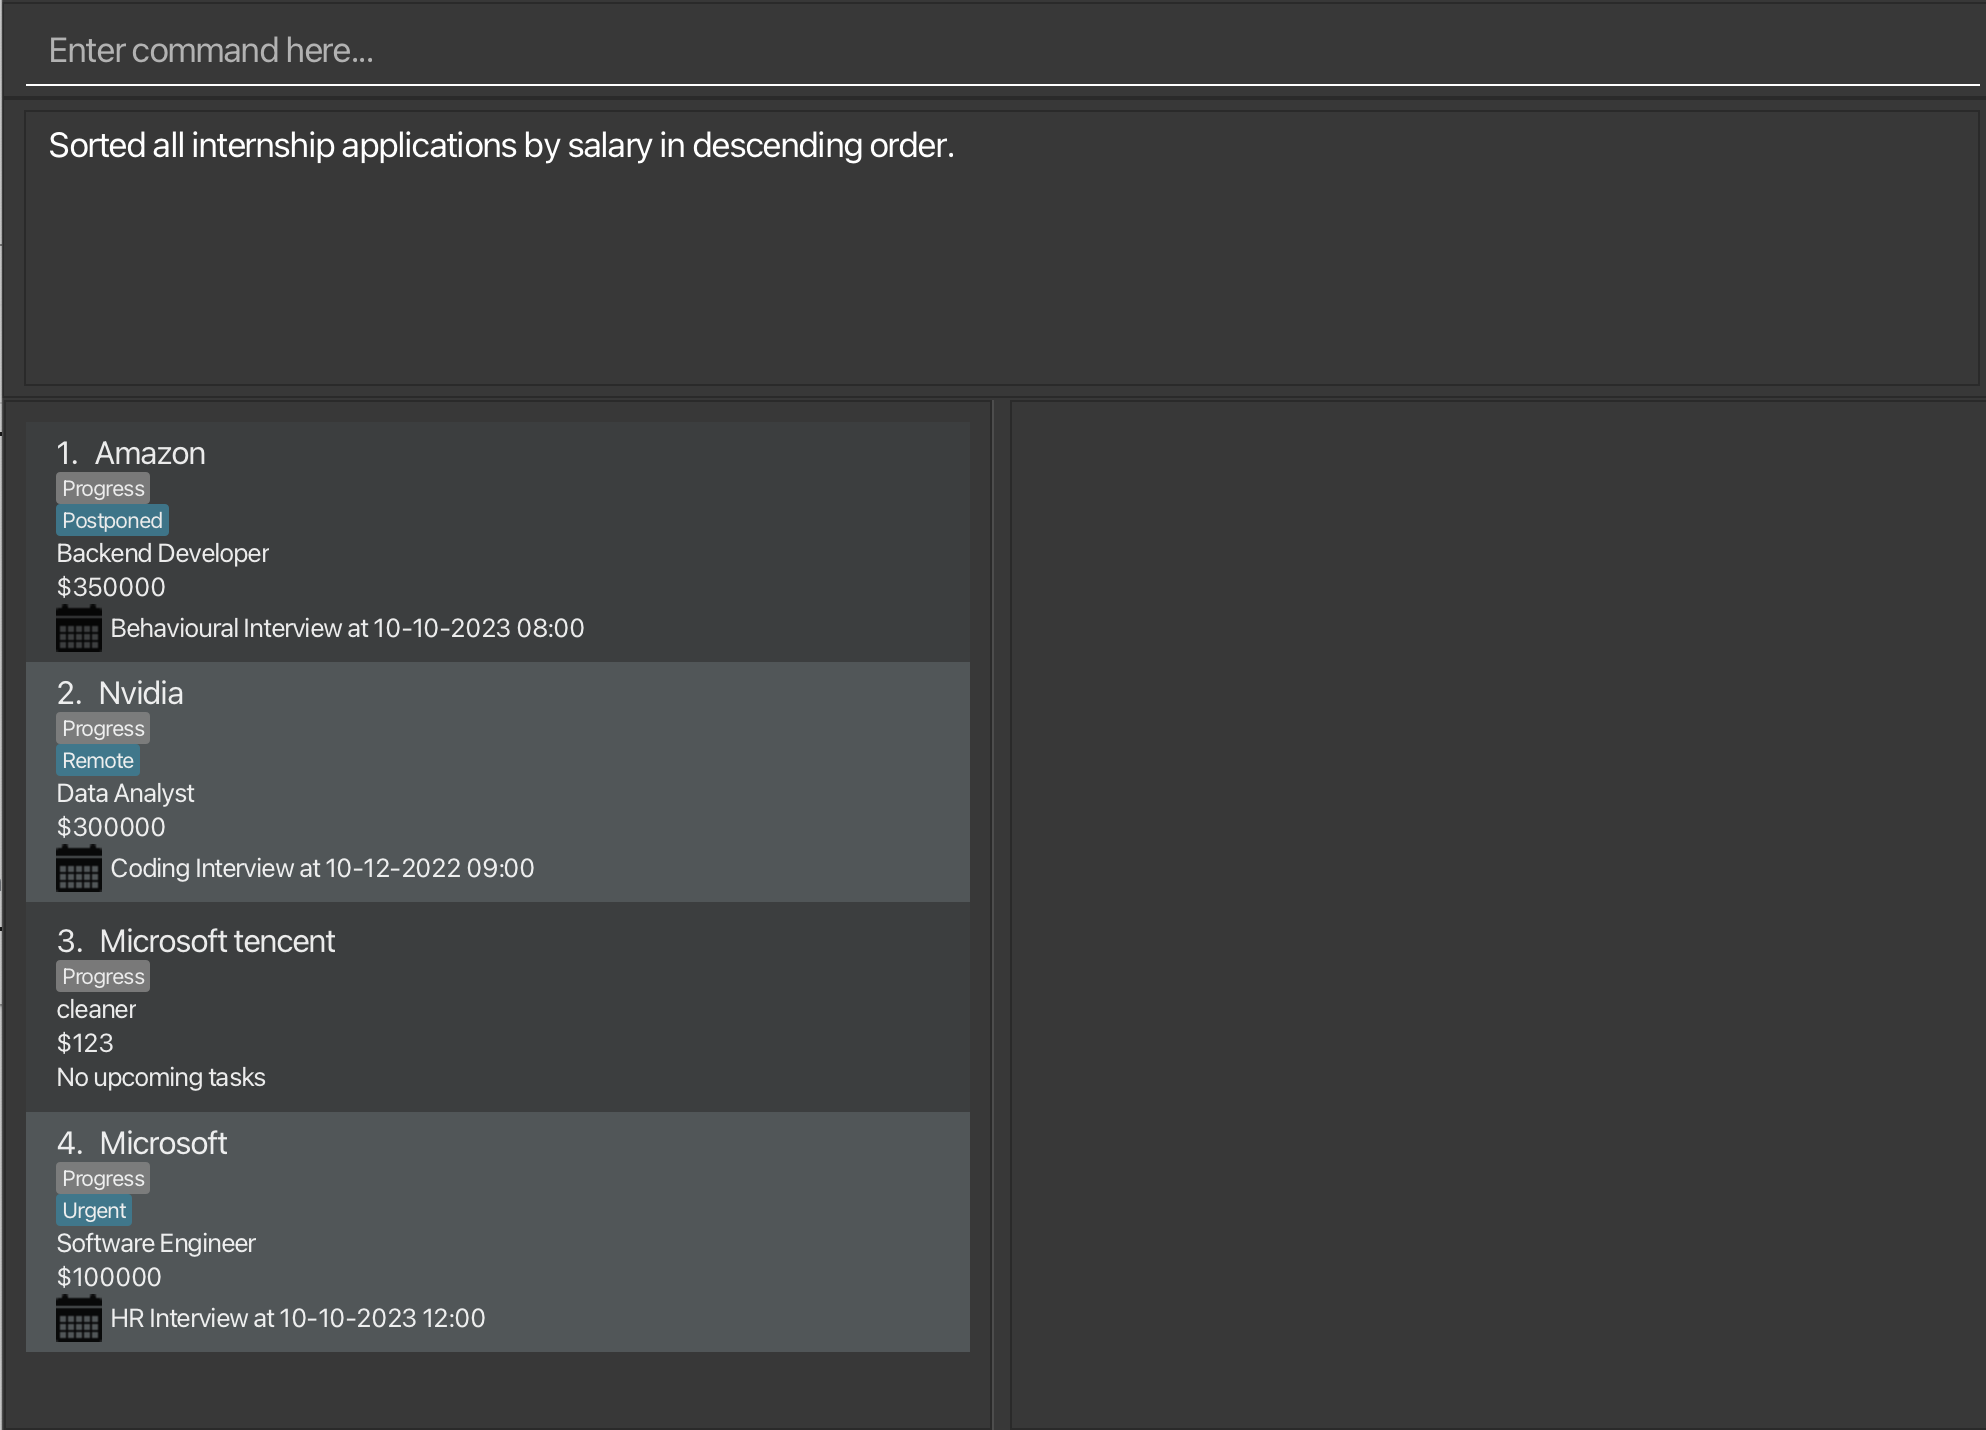 Enter command here...
Sorted all internship applications by salary in descending order.
1. Amazon
Progress
Postponed
Backend Developer
$350000
Behavioural Interview at 10-10-2023 08:00
2. Nvidia
Progress
Remote
Data Analyst
$300000
Coding Interview at 10-12-2022 09:00
3. Microsoft tencent
Progress
cleaner
$123
No upcoming tasks
4. Microsoft
Progress
Urgent
Software Engineer
$100000
HR Interview at 10-10-2023 12:00